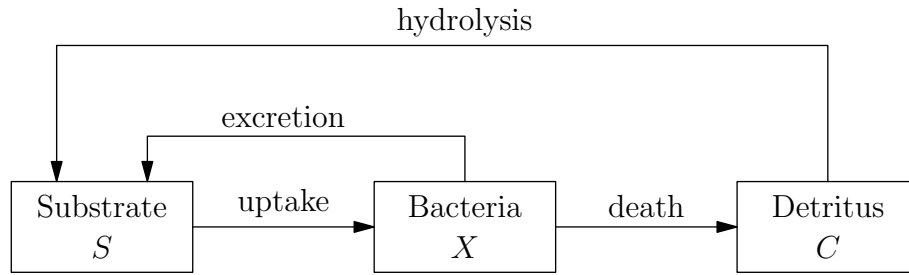 hydrolysis
excretion
Substrate
S
uptake
Bacteria
X
death
Detritus
C